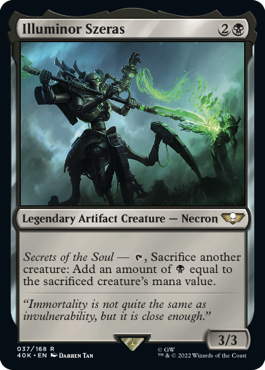 Illuminor Szeras 2
Legendary Artifact Creature — Necron
Secrets of the Soul — , Sacrifice another
creature: Add an amount of equal to
the sacrificed creature's mana value.
“Immortality is not quite the same as
invulnerability, but it is close enough.”
3/3
037/168 R
40K • EN DARREN TAN
© GW
™ & © 2022 Wizards of the Coast